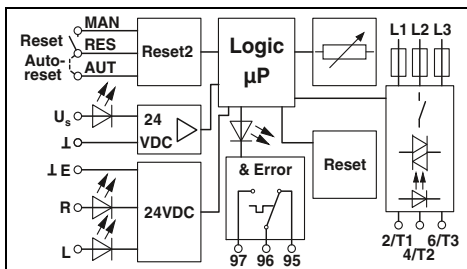 MAN
Reset
RES
Auto-
reset
AUT
Reset2
Logic
µP
L1 L2 L3
Us
24
VDC
⊥
⊥ E
R
L
24VDC
& Error
97 96 95
Reset
2/T1 6/T3
4/T2